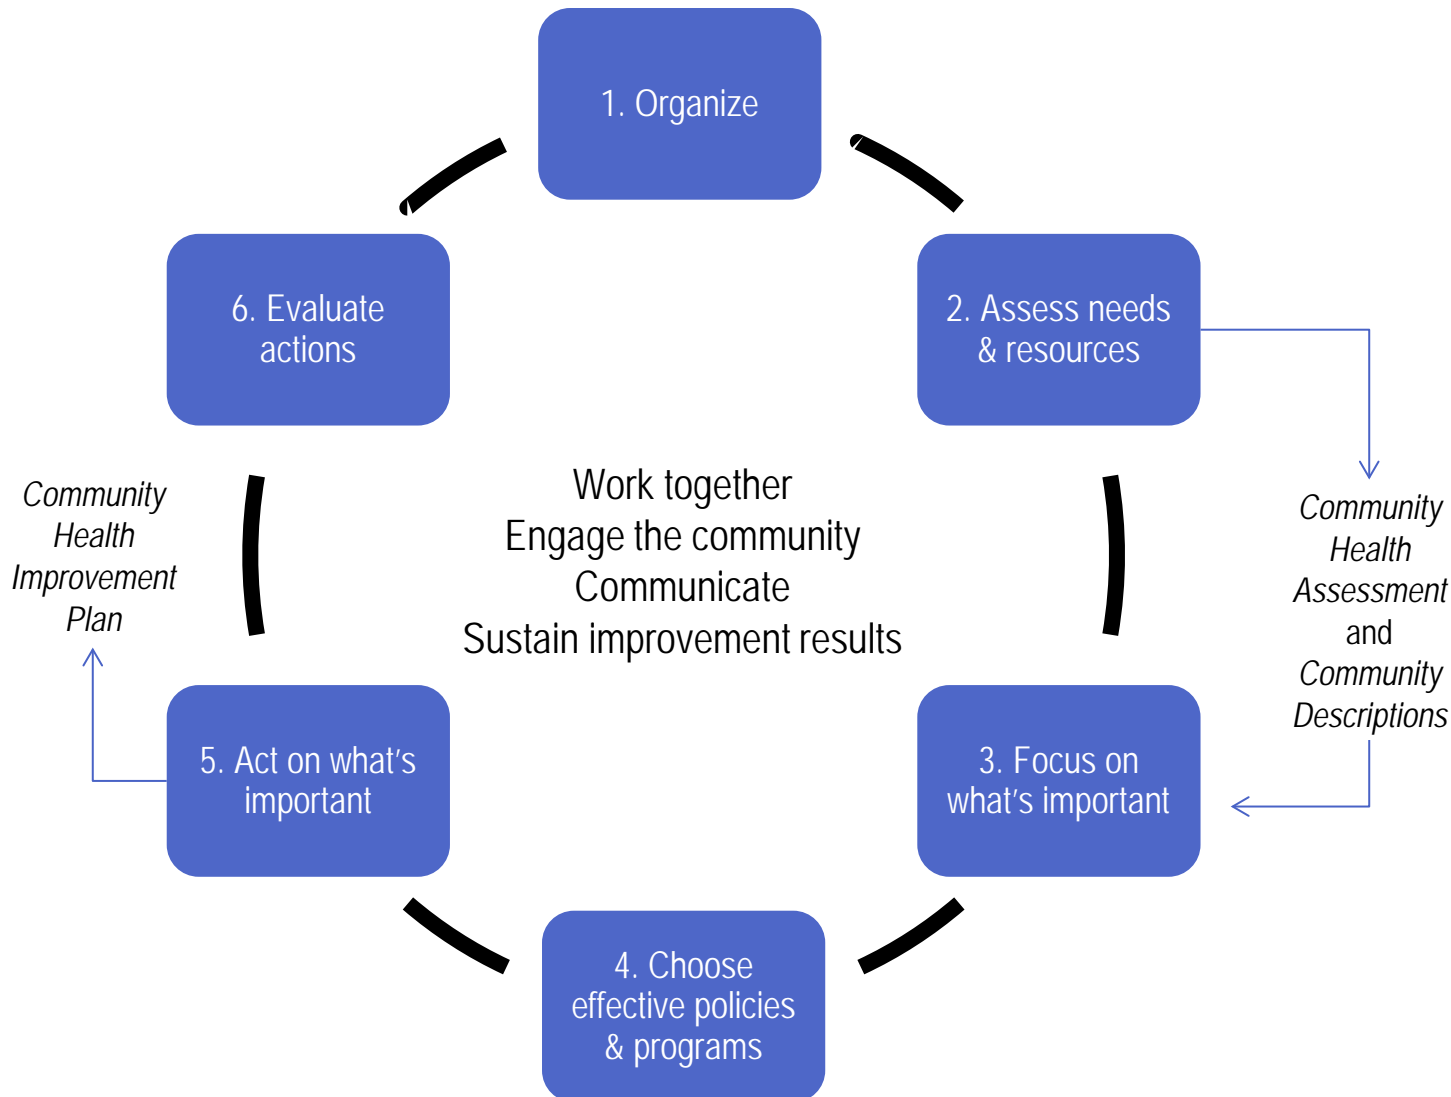 1. Organize
2. Assess needs
& resources
Community
Health
Assessment
and
Community
Descriptions
3. Focus on
what's important
4. Choose
effective policies
& programs
5. Act on what's
important
Community
Health
Improvement
Plan
6. Evaluate
actions
Work together
Engage the community
Communicate
Sustain improvement results